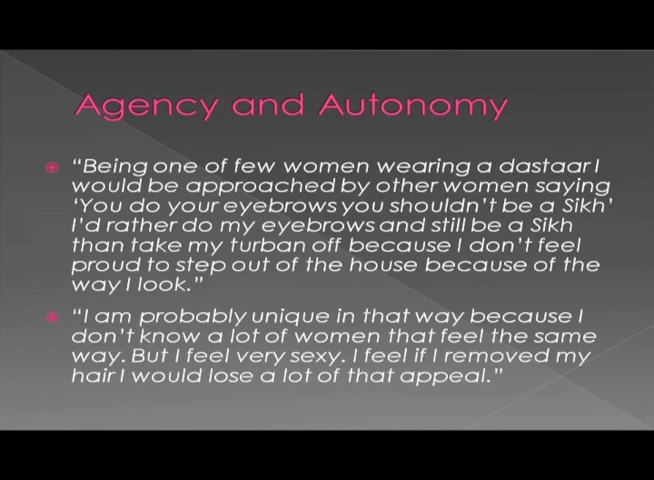 Agency and Autonomy
“Being one of few women wearing a dastaar I
would be approached by other women saying
‘You do your eyebrows you shouldn’t be a Sikh’
I’d rather do my eyebrows and still be a Sikh
than take my turban off because I don’t feel
proud to step out of the house because of the
way I look.”
“I am probably unique in that way because I
don’t know a lot of women that feel the same
way. But I feel very sexy. I feel if I removed my
hair I would lose a lot of that appeal.”